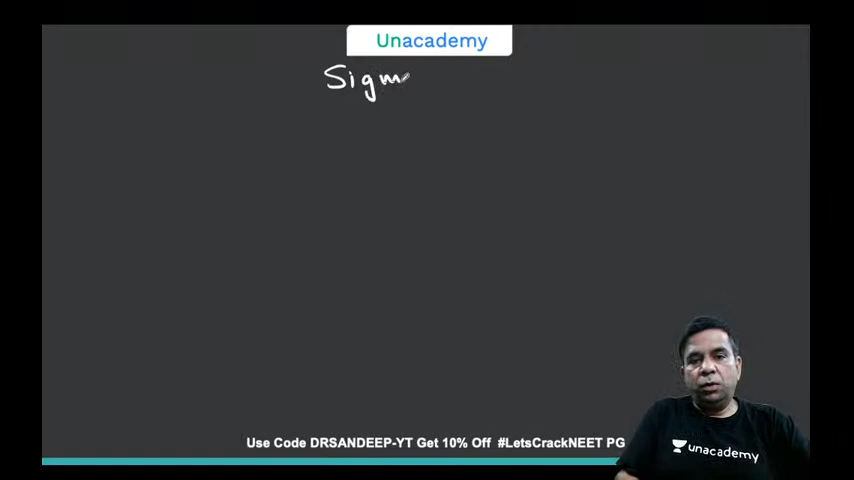 Unacademy
Sigm
Use Code DRSANDEEP-YT Get 10% Off #LetsCrackNEET PG
unacademy